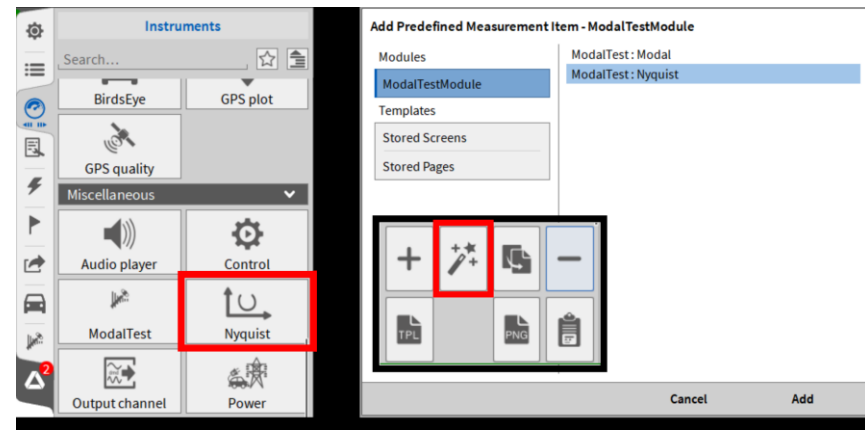 Instruments
Search...
BirdsEye
GPS plot
GPS quality
Miscellaneous
Audio player
Control
ModalTest
Nyquist
Output channel
Power
2
Add Predefined Measurement Item - ModalTestModule
Modules
ModalTestModule
Templates
Stored Screens
Stored Pages
ModalTest : Modal
ModalTest : Nyquist
TPL
PNG
Cancel
Add